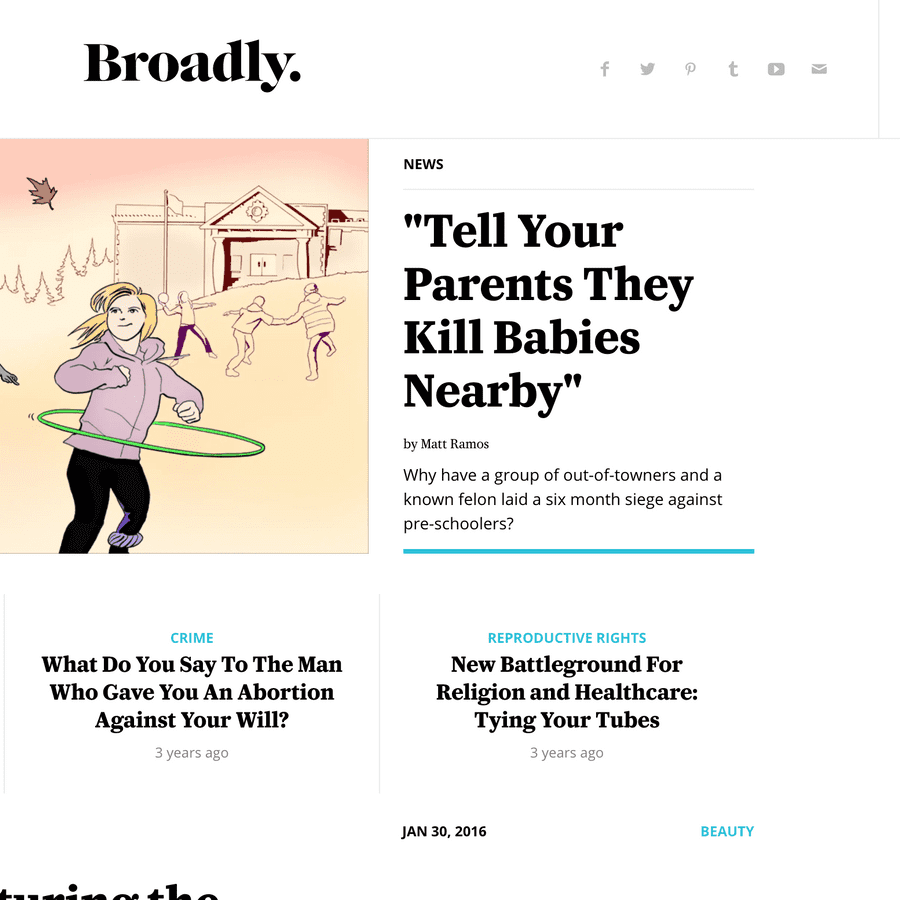 Broadly.
NEWS
"Tell Your
Parents They
Kill Babies
Nearby"
by Matt Ramos
Why have a group of out-of-towners and a
known felon laid a six month siege against
pre-schoolers?
CRIME
What Do You Say To The Man
Who Gave You An Abortion
Against Your Will?
3 years ago
REPRODUCTIVE RIGHTS
New Battleground For
Religion and Healthcare:
Tying Your Tubes
3 years ago
JAN 30, 2016
BEAUTY
turing the